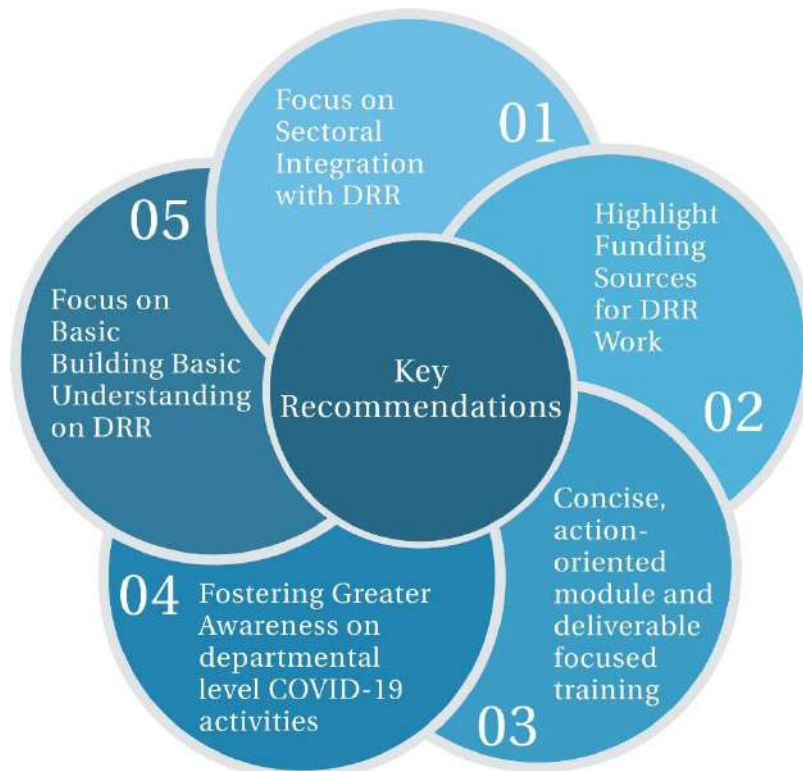 Focus on
Sectoral
Integration
with DRR
01
Highlight
Funding
Sources
for DRR
Work
02
Concise,
action-
oriented
module and
deliverable
focused
training
03
04
Fostering Greater
Awareness on
departmental
level COVID-19
activities
05
Focus on
Basic
Building Basic
Understanding
on DRR
Key
Recommendations